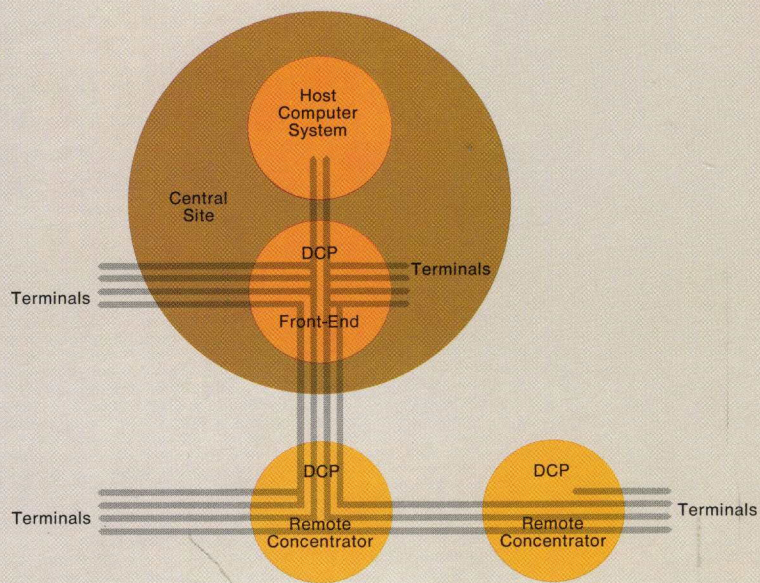 Host
Computer
System
Central
Site
DCP
Terminals
Terminals
Front-End
DCP
DCP
Terminals
Terminals
Remote
Concentrator
Remote
Concentrator